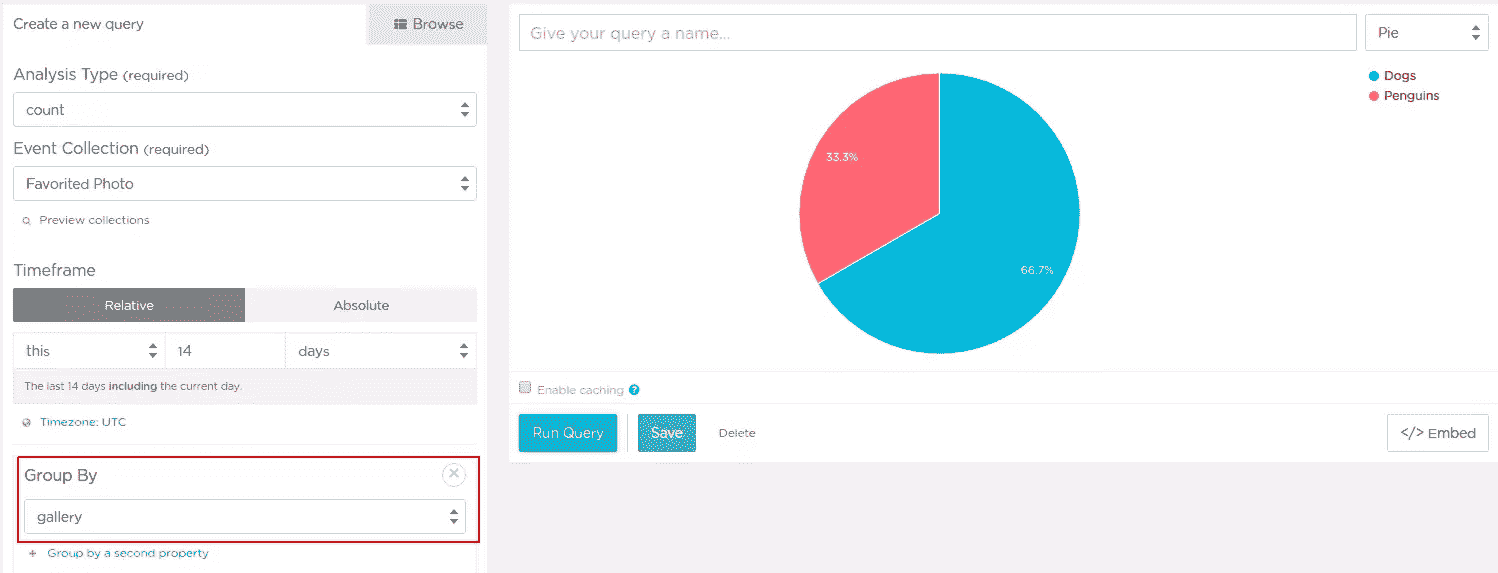 Create a new query
Browse
Analysis Type (required)
count
Event Collection (required)
Favorited Photo
Preview collections
Timeframe
Relative
Absolute
this
14
days
The last 14 days including the current day.
Timezone: UTC
Group By
gallery
+ Group by a second property
Give your query a name...
Pie
Dogs
Penguins
33.3%
66.7%
Enable caching ?
Run Query
Save
Delete
</> Embed